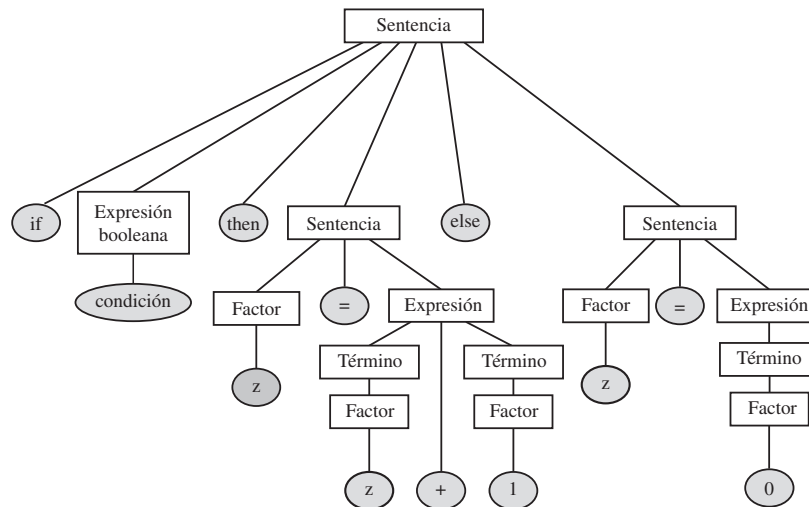 Sentencia
if
Expresión
booleana
then
Sentencia
else
Sentencia
condición
Factor
=
Expresión
Factor
=
Expresión
z
Término
Término
z
Término
Factor
Factor
Factor
z
+
1
0